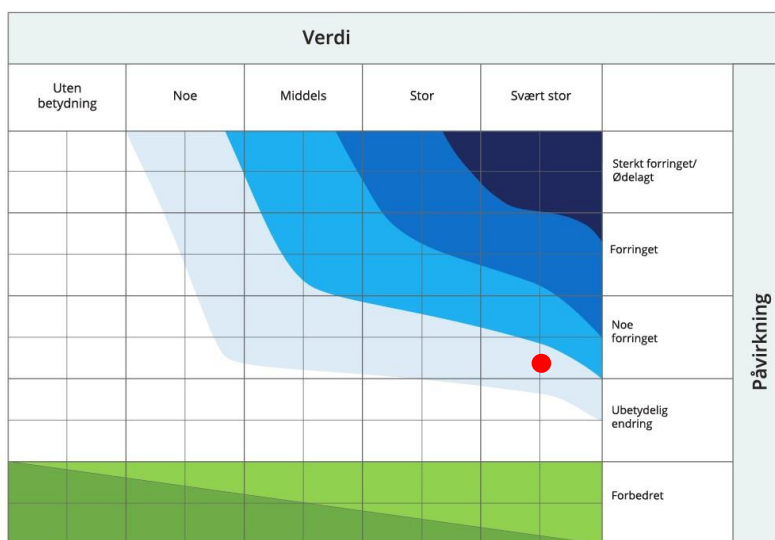 Verdi
Uten
betydning
Noe
Middels
Stor
Svært stor
Sterkt forringet/
Ødelagt
Forringet
Noe
forringet
Ubetydelig
endring
Forbedret
Påvirkning